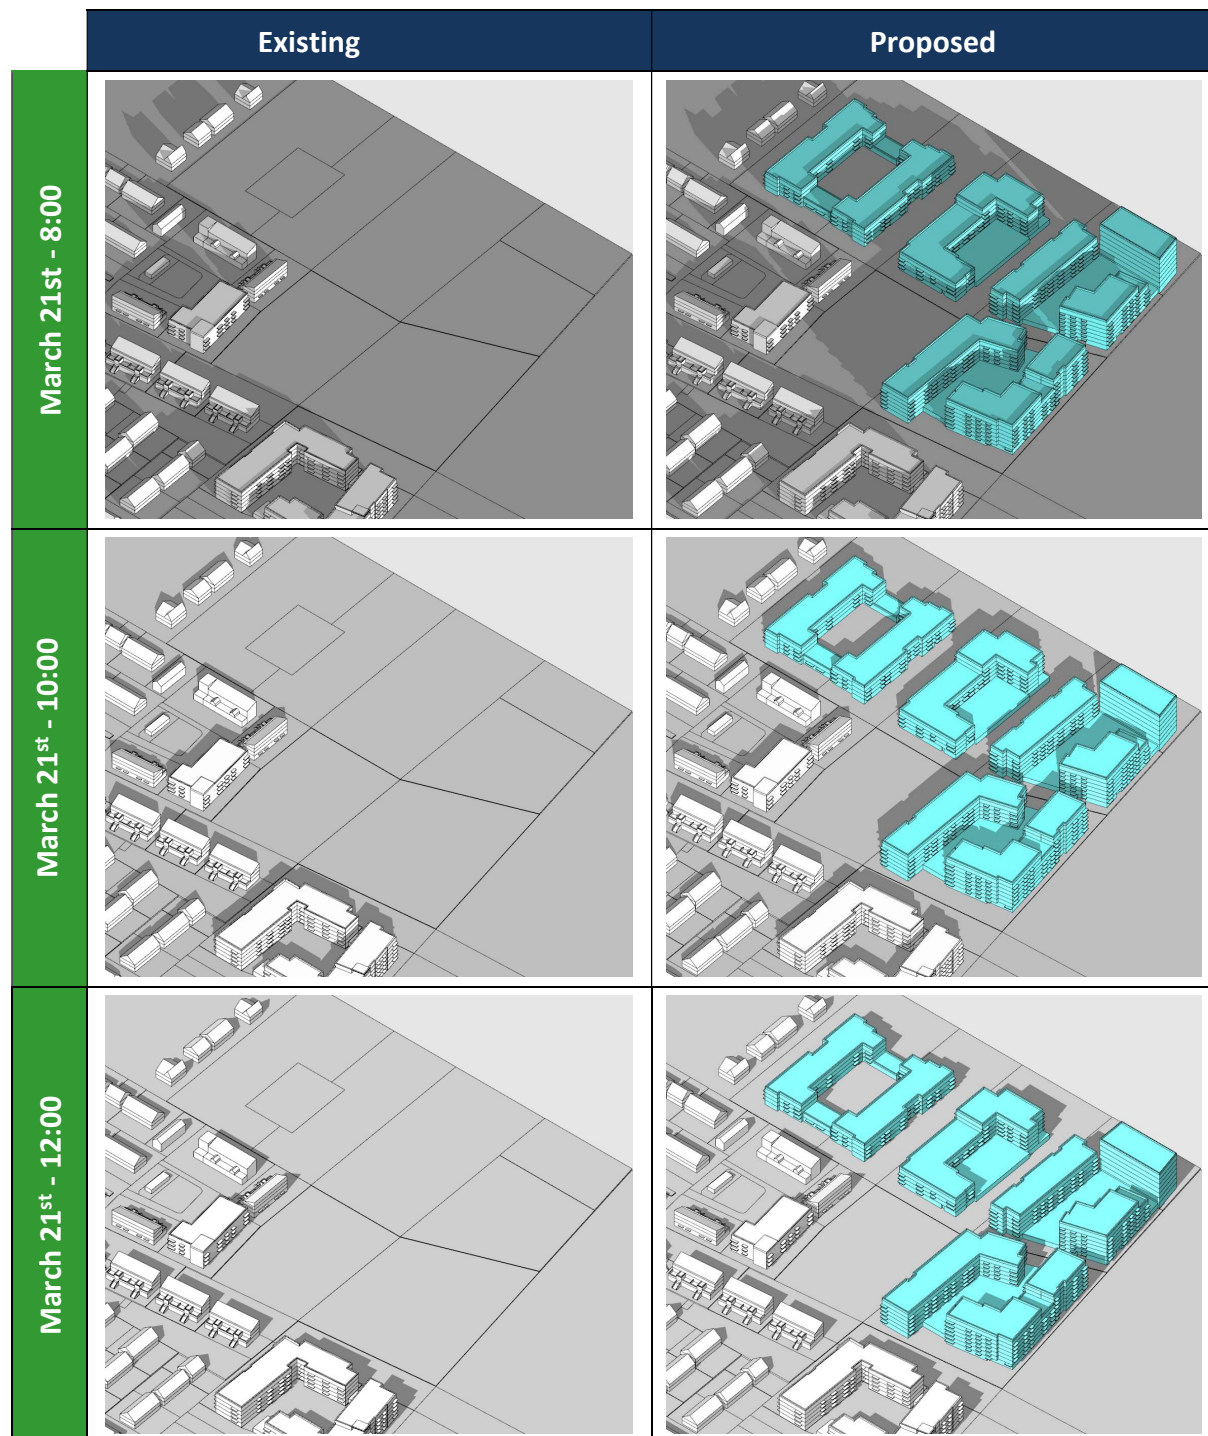 Existing
Proposed
March 21st - 8:00
March 21st - 10:00
March 21st - 12:00